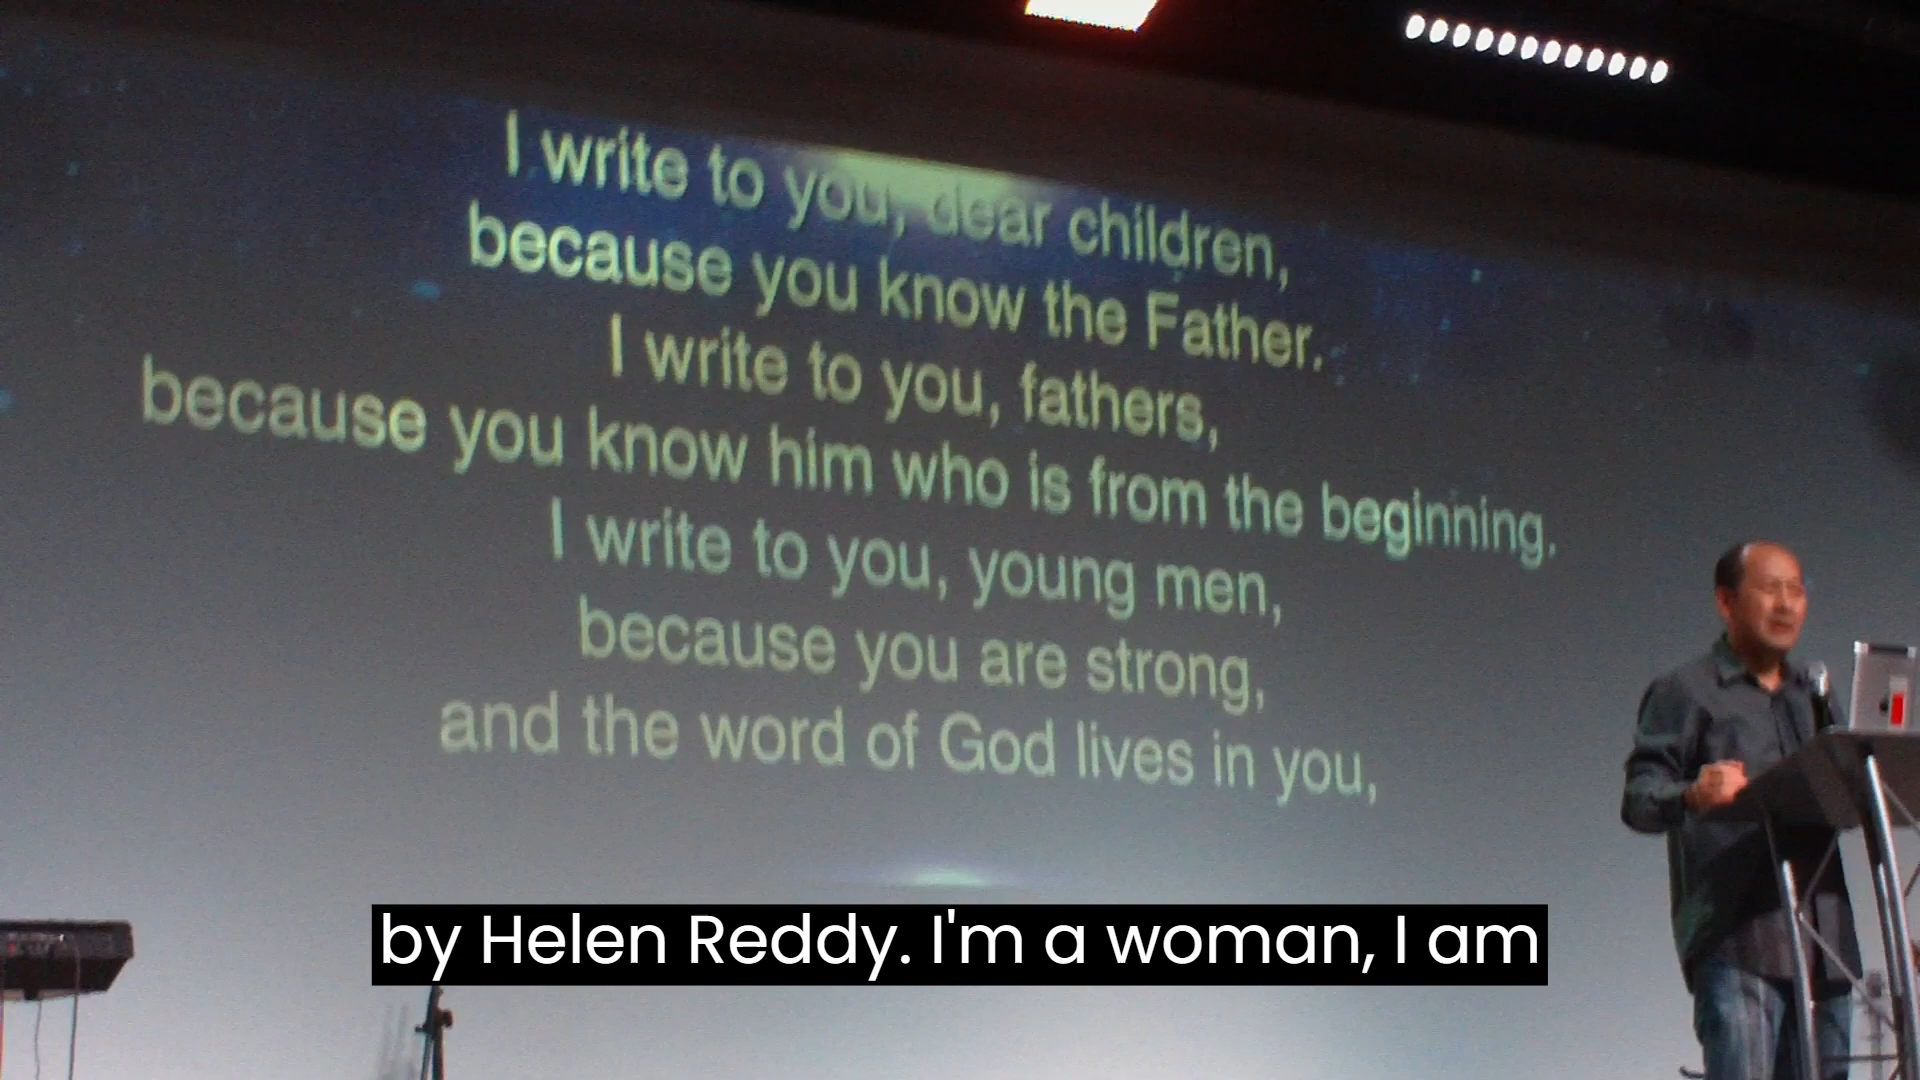 I write to you, dear children,
because you know the Father.
I write to you, fathers,
because you know him who is from the beginning.
I write to you, young men,
because you are strong,
and the word of God lives in you,
by Helen Reddy. I'm a woman, I am